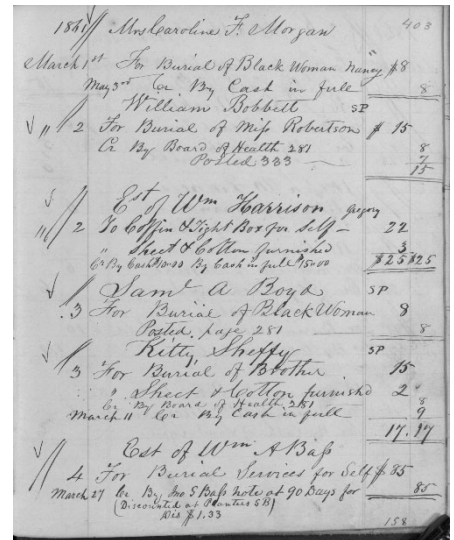 403
1861 Mrs Caroline F. Morgan
March 1st For Burial of Black Woman "Nancy" $8
May 3rd Cr By Cash in full 8
William Bobbett SP
" 2 For Burial of Miss Robertson $ 15
Cr By Board of Health 281 8
Posted 333 7
15
Est of Wm Harrison Gregory
" 2 To Coffin & Tight Box for Self - 22
" Sheet & Cotton furnished 3
Cr By Cash $10.00 By Cash in full $15.00 $25 $25
Saml A Boyd SP
3 For Burial of Black Woman 8
Posted page 281 8
Kitty Sheffy SP
3 For Burial of Brother 15
" Sheet & Cotton furnished 2
Cr By Board of Health 281 8
March 11 Cr By Cash in full 9
17.17
Est of Wm A Bass
4 For Burial Services for Self $85
March 27 Cr. By Jno S Bass note at 90 Days for 85
(Discounted at Planters SB)
Dis $1.33
158